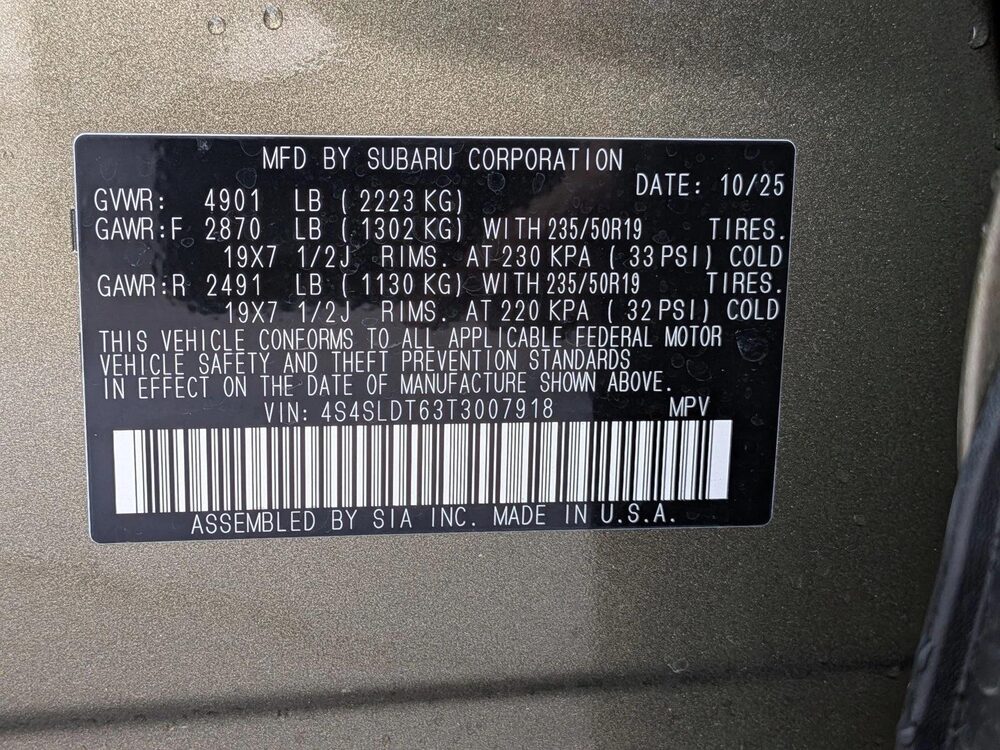 MFD BY SUBARU CORPORATION
DATE: 10/25
GVWR: 4901 LB ( 2223 KG)
GAWR:F 2870 LB ( 1302 KG) WITH 235/50R19 TIRES.
19X7 1/2J RIMS. AT 230 KPA ( 33 PSI) COLD
GAWR:R 2491 LB ( 1130 KG) WITH 235/50R19 TIRES.
19X7 1/2J RIMS. AT 220 KPA ( 32 PSI) COLD
THIS VEHICLE CONFORMS TO ALL APPLICABLE FEDERAL MOTOR
VEHICLE SAFETY AND THEFT PREVENTION STANDARDS
IN EFFECT ON THE DATE OF MANUFACTURE SHOWN ABOVE.
VIN: 4S4SLDT63T3007918 MPV
ASSEMBLED BY SIA INC. MADE IN U.S.A.